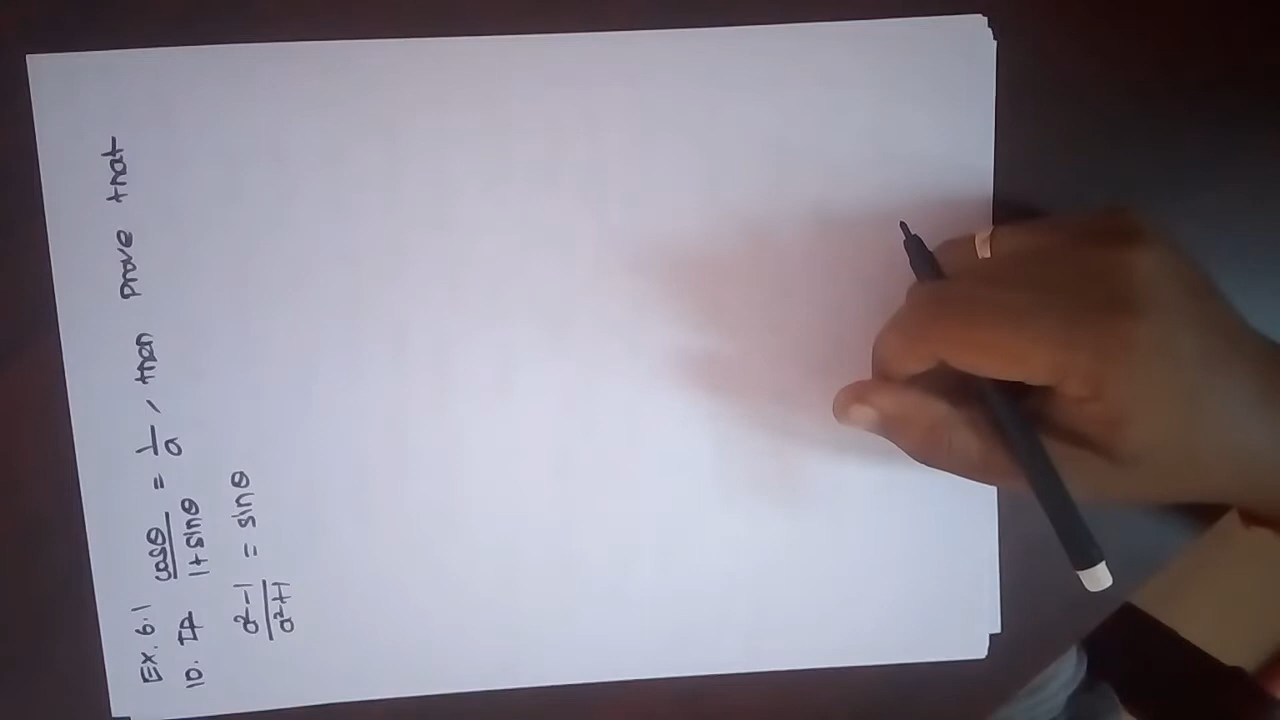 Ex. 6.1
10. If cosθ/1+sinθ = 1/a, then prove that
a²-1/a²+1 = sinθ